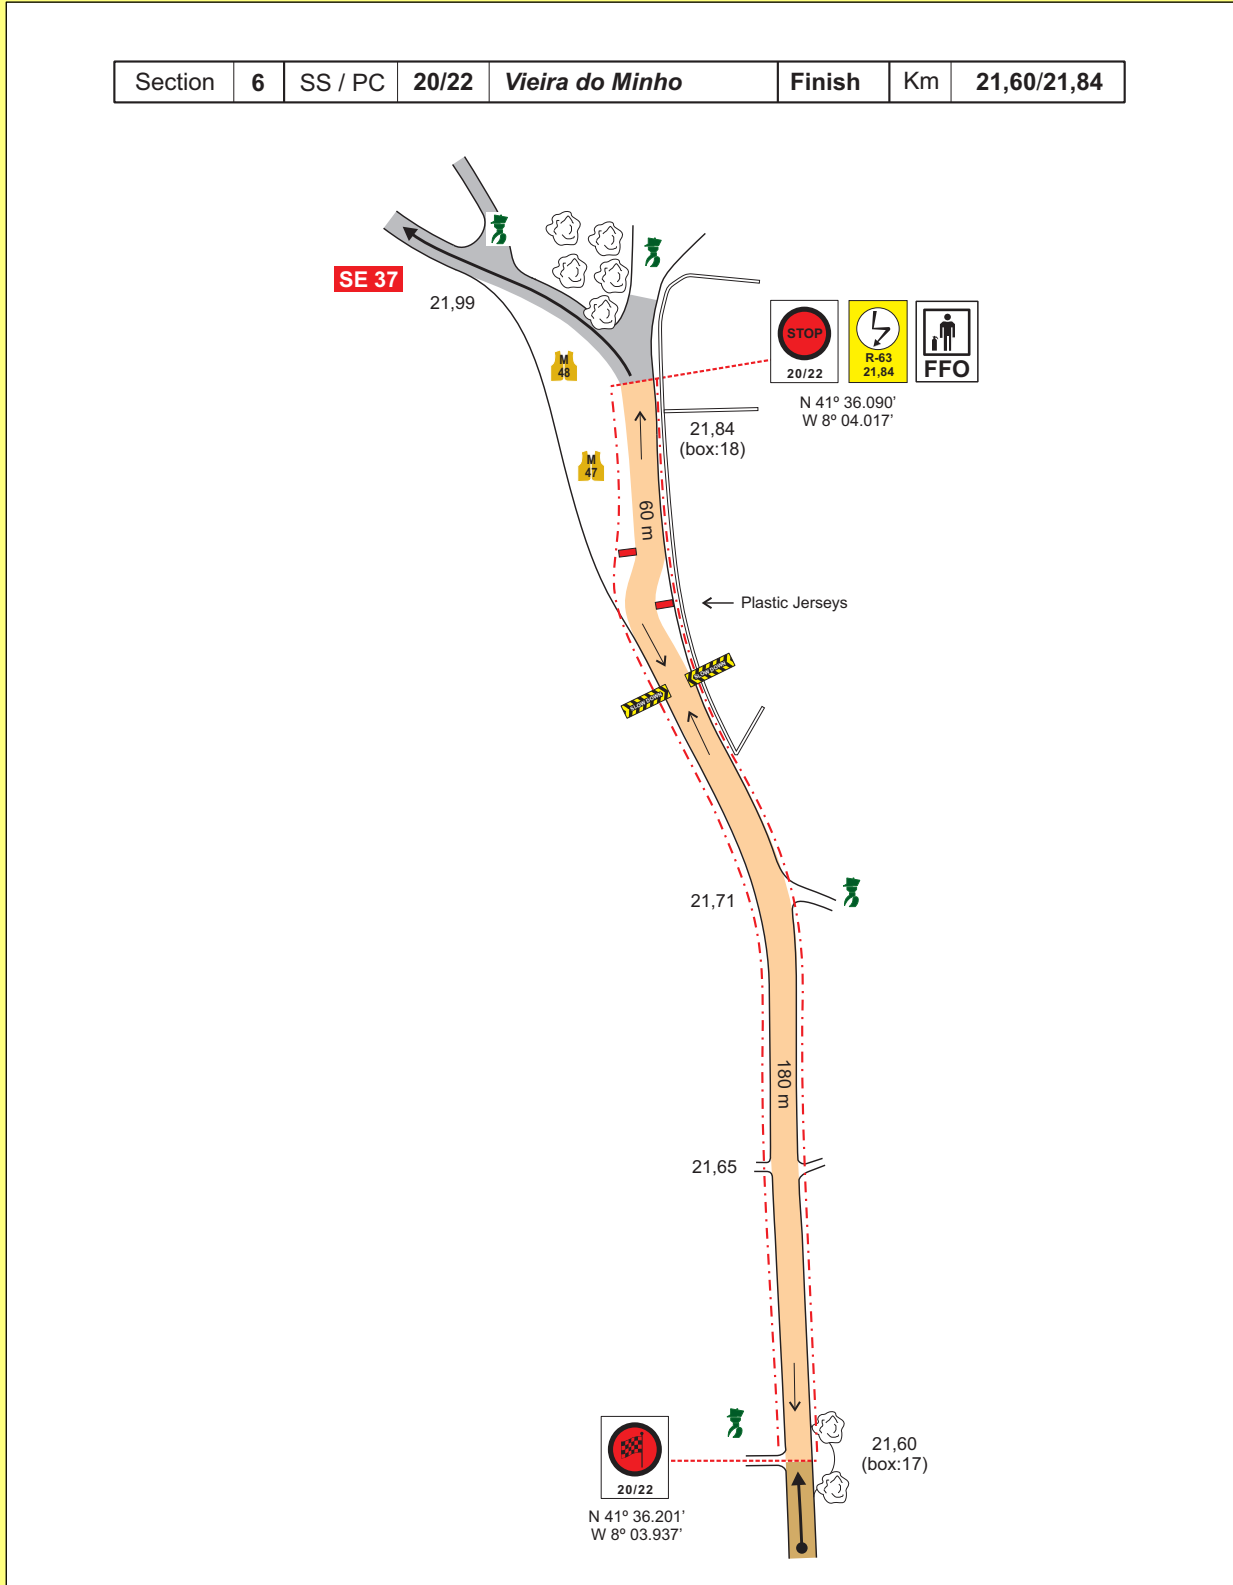 Section 6 SS / PC 20/22 Vieira do Minho Finish Km 21,60/21,84
SE 37
21,99
M
48
STOP
20/22
R-63
21,84
FFO
N 41º 36.090’
W 8º 04.017’
21,84
(box:18)
M
47
60 m
Plastic Jerseys
21,71
180 m
21,65
20/22
N 41º 36.201’
W 8º 03.937’
21,60
(box:17)